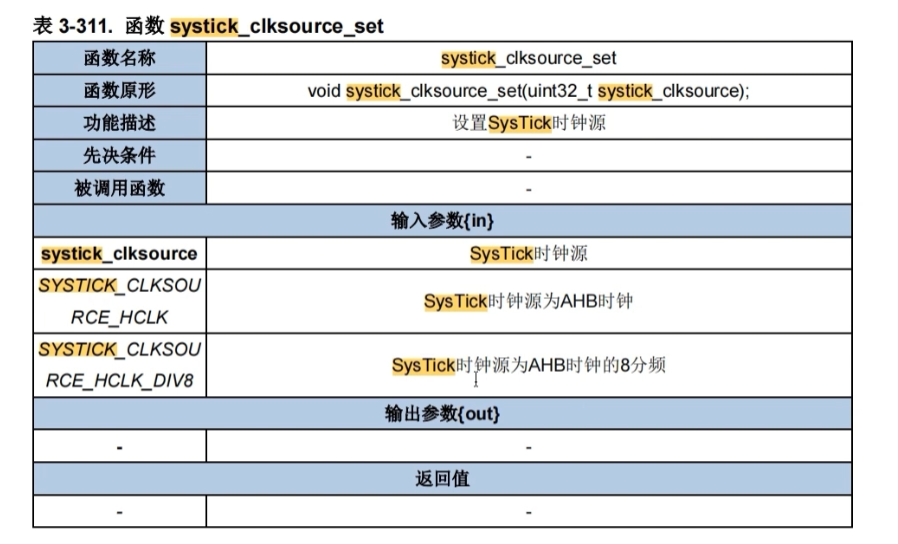 表 3-311. 函数 systick_clksource_set
函数名称 systick_clksource_set
函数原形 void systick_clksource_set(uint32_t systick_clksource);
功能描述 设置SysTick时钟源
先决条件 -
被调用函数 -
输入参数{in}
systick_clksource SysTick时钟源
SYSTICK_CLKSOU
RCE_HCLK
SysTick时钟源为AHB时钟
SYSTICK_CLKSOU
RCE_HCLK_DIV8
SysTick时钟源为AHB时钟的8分频
输出参数{out}
- -
返回值
- -